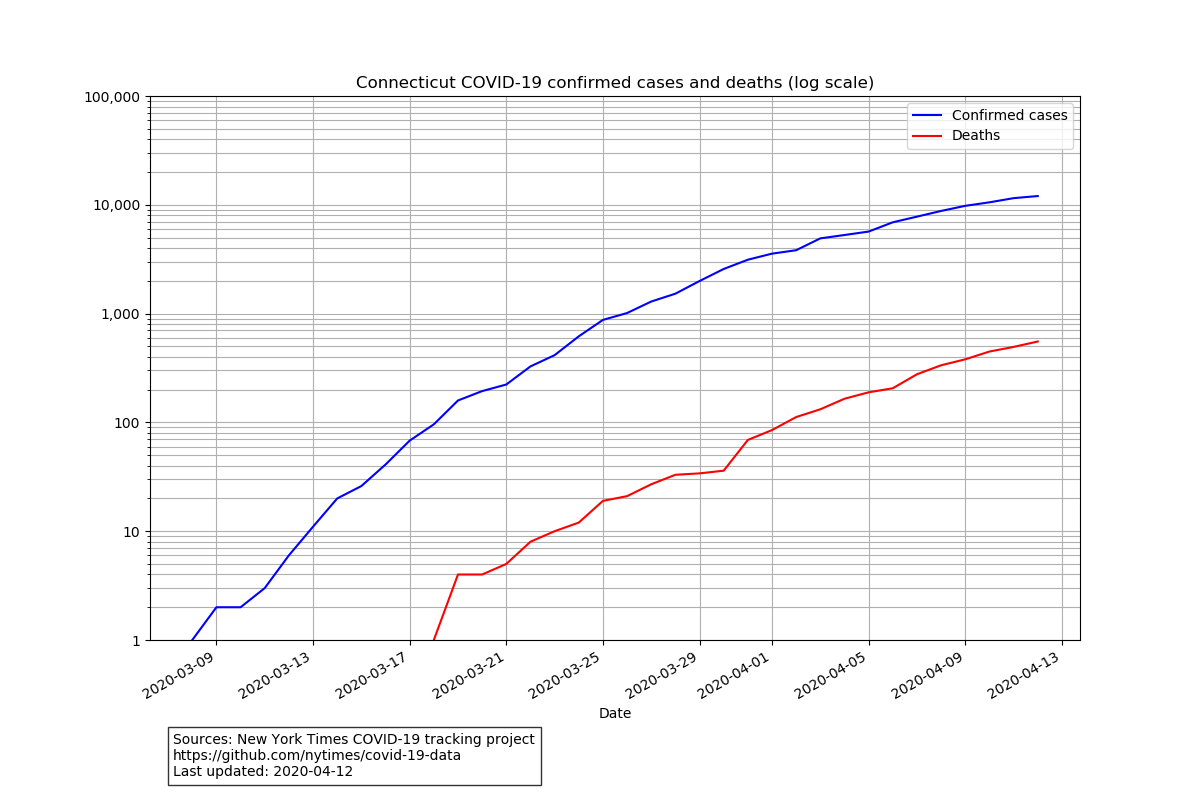 Connecticut COVID-19 confirmed cases and deaths (log scale)
100,000
10,000
1,000
100
10
1
Confirmed cases
Deaths
2020-03-09
2020-03-13
2020-03-17
2020-03-21
2020-03-25
2020-03-29
2020-04-01
2020-04-05
2020-04-09
2020-04-13
Date
Sources: New York Times COVID-19 tracking project
https://github.com/nytimes/covid-19-data
Last updated: 2020-04-12